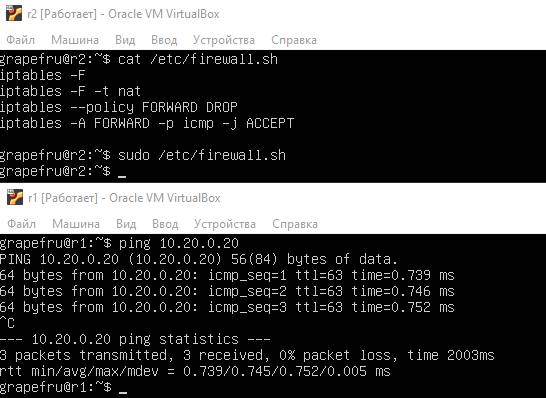 r2 [Работает] - Oracle VM VirtualBox
Файл Машина Вид Ввод Устройства Справка
grapefru@r2:~$ cat /etc/firewall.sh
iptables -F
iptables -F -t nat
iptables --policy FORWARD DROP
iptables -A FORWARD -p icmp -j ACCEPT
grapefru@r2:~$ sudo /etc/firewall.sh
grapefru@r2:~$ _
r1 [Работает] - Oracle VM VirtualBox
Файл Машина Вид Ввод Устройства Справка
grapefru@r1:~$ ping 10.20.0.20
PING 10.20.0.20 (10.20.0.20) 56(84) bytes of data.
64 bytes from 10.20.0.20: icmp_seq=1 ttl=63 time=0.739 ms
64 bytes from 10.20.0.20: icmp_seq=2 ttl=63 time=0.746 ms
64 bytes from 10.20.0.20: icmp_seq=3 ttl=63 time=0.752 ms
^C
--- 10.20.0.20 ping statistics ---
3 packets transmitted, 3 received, 0% packet loss, time 2003ms
rtt min/avg/max/mdev = 0.739/0.745/0.752/0.005 ms
grapefru@r1:~$ _